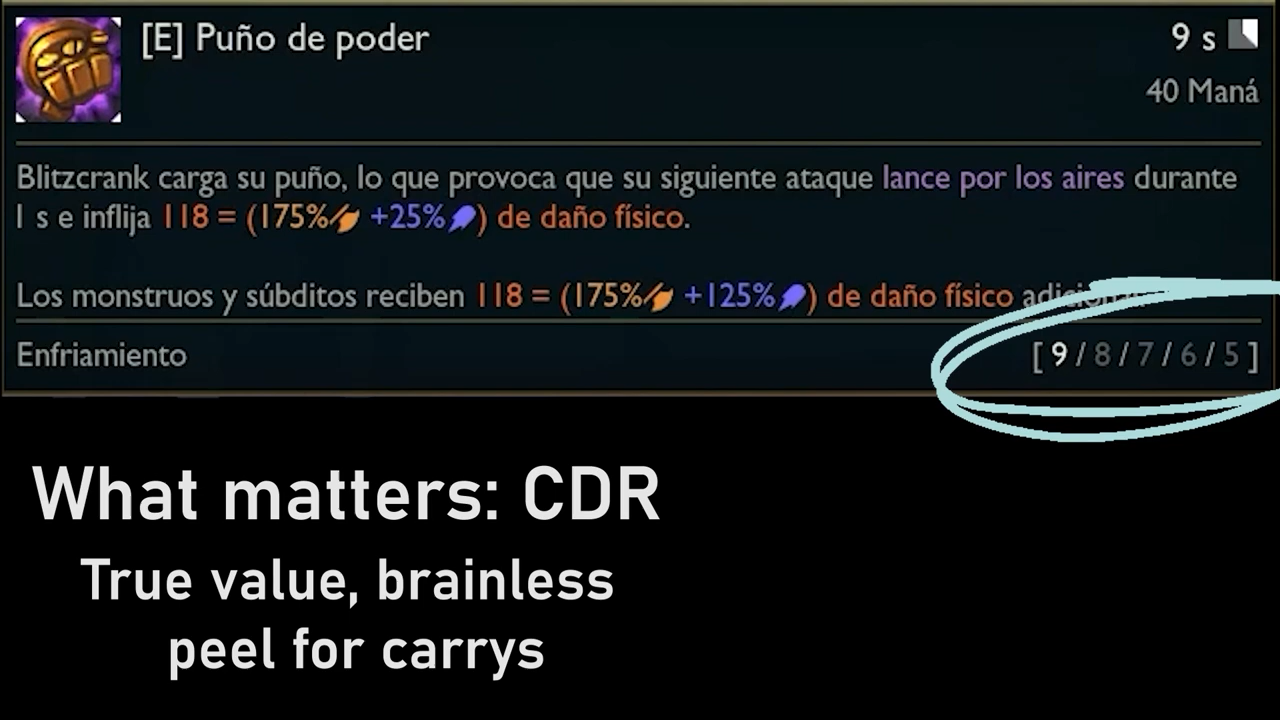 [E] Puño de poder
9 s
40 Maná
Blitzcrank carga su puño, lo que provoca que su siguiente ataque lance por los aires durante
1 s e inflija 118 = (175% +25%) de daño físico.
Los monstruos y súbditos reciben 118 = (175% +125%) de daño físico adicional.
Enfriamiento
[ 9 / 8 / 7 / 6 / 5 ]
What matters: CDR
True value, brainless
peel for carrys